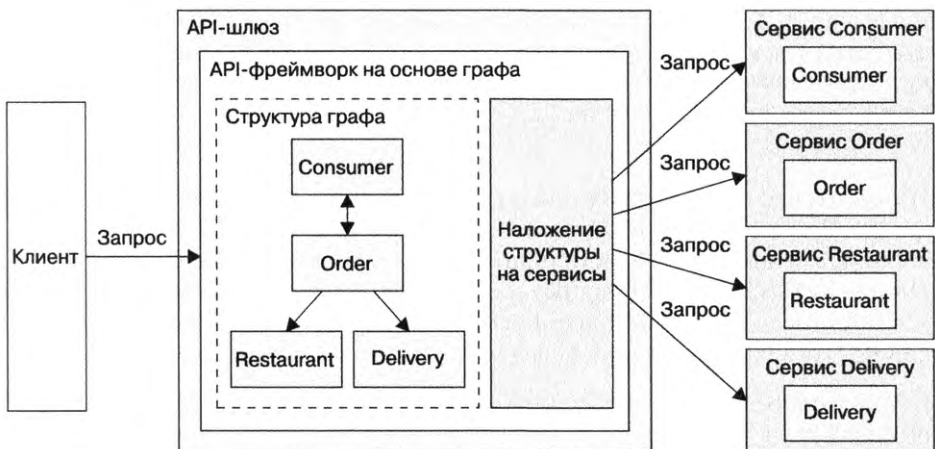 API-шлюз
API-фреймворк на основе графа
Структура графа
Consumer
Order
Restaurant
Delivery
Клиент
Запрос
Наложение
структуры
на сервисы
Запрос
Запрос
Запрос
Запрос
Сервис Consumer
Consumer
Сервис Order
Order
Сервис Restaurant
Restaurant
Сервис Delivery
Delivery